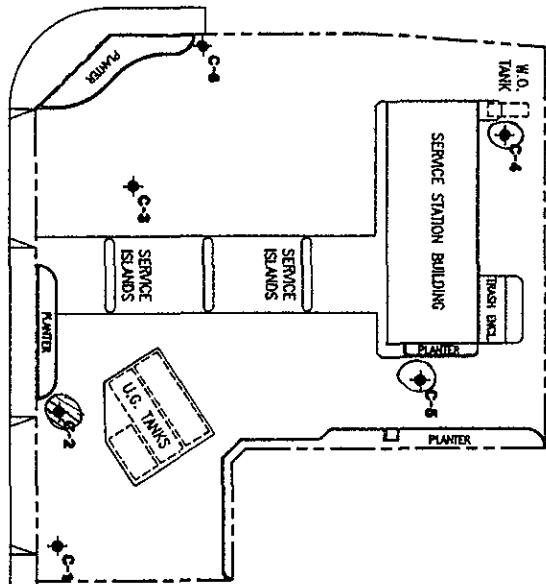 PLANTER
C-6
W.O.
TANK
C-4
SERVICE STATION BUILDING
C-3
SERVICE
ISLANDS
SERVICE
ISLANDS
TRASH ENCL.
PLANTER
PLANTER
C-5
U.G. TANKS
C-2
PLANTER
C-1